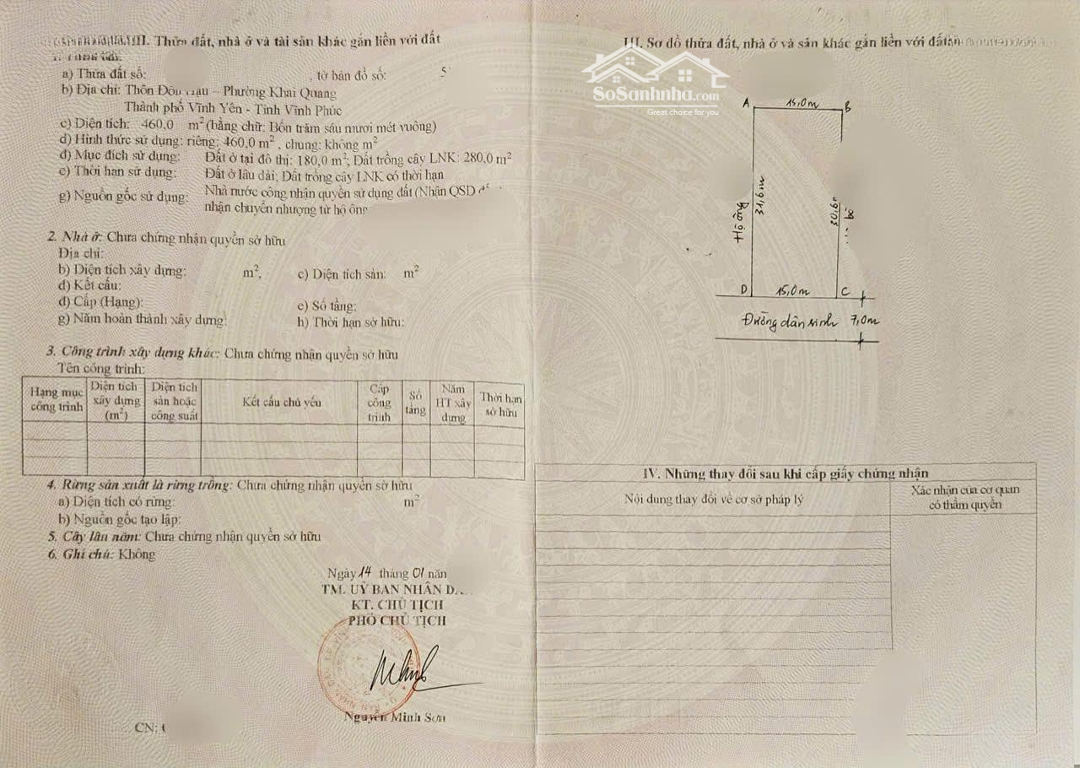 II. Thửa đất, nhà ở và tài sản khác gắn liền với đất
a) Thửa đất số: , tờ bản đồ số:
b) Địa chỉ: Thôn – Phường Khai Quang
Thành phố Vĩnh Yên - Tỉnh Vĩnh Phúc
c) Diện tích: 460,0 m² (bằng chữ: Bốn trăm sáu mươi mét vuông)
d) Hình thức sử dụng: riêng: 460,0 m², chung: không m²
đ) Mục đích sử dụng: Đất ở tại đô thị: 180,0 m²; Đất trồng cây LNK: 280,0 m²
e) Thời hạn sử dụng: Đất ở lâu dài; Đất trồng cây LNK có thời hạn
g) Nguồn gốc sử dụng: Nhà nước công nhận quyền sử dụng đất (Nhận QSD
nhận chuyển nhượng từ hộ ông
2. Nhà ở: Chưa chứng nhận quyền sở hữu
Địa chỉ:
b) Diện tích xây dựng: m², c) Diện tích sàn: m²
d) Kết cấu:
đ) Cấp (Hạng): e) Số tầng:
g) Năm hoàn thành xây dựng: h) Thời hạn sở hữu:
3. Công trình xây dựng khác: Chưa chứng nhận quyền sở hữu
Tên công trình:
Hạng mục công trình
Diện tích xây dựng (m²)
Diện tích sàn hoặc công suất
Kết cấu chủ yếu
Cấp công trình
Số tầng
Năm HT xây dựng
Thời hạn sở hữu
4. Rừng sản xuất là rừng trồng: Chưa chứng nhận quyền sở hữu
a) Diện tích có rừng: m²
b) Nguồn gốc tạo lập:
5. Cây lâu năm: Chưa chứng nhận quyền sở hữu
6. Ghi chú: Không
Ngày 14 tháng 01 năm
TM. UỶ BAN NHÂN D
KT. CHỦ TỊCH
PHÓ CHỦ TỊCH
Nguyễn Minh Sơn
CN:
III. Sơ đồ thửa đất, nhà ở và sản khác gắn liền với đất
SoSanhnha.com
Great choice for you
A 15,0m B
Hộ ông
31,6m
30,6m
D 15,0m C
Đường dân sinh 7,0m
IV. Những thay đổi sau khi cấp giấy chứng nhận
Nội dung thay đổi về cơ sở pháp lý
Xác nhận của cơ quan
có thẩm quyền